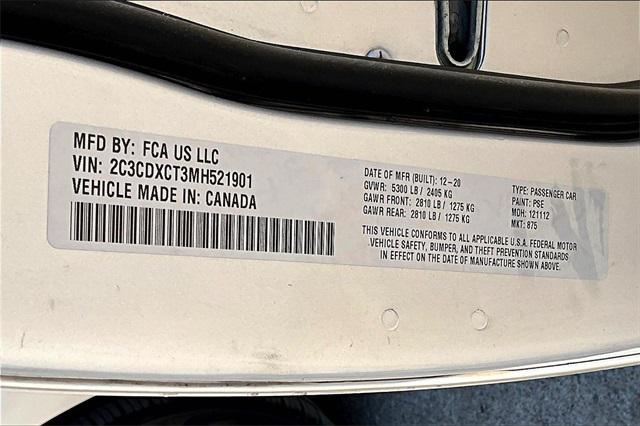 MFD BY: FCA US LLC
VIN: 2C3CDXCT3MH521901
VEHICLE MADE IN: CANADA
DATE OF MFR (BUILT): 12-20
GVWR: 5300 LB / 2405 KG
GAWR FRONT: 2810 LB / 1275 KG
GAWR REAR: 2810 LB / 1275 KG
TYPE: PASSENGER CAR
PAINT: PSE
MDH: 121112
MKT: 875
THIS VEHICLE CONFORMS TO ALL APPLICABLE U.S.A. FEDERAL MOTOR
VEHICLE SAFETY, BUMPER, AND THEFT PREVENTION STANDARDS
IN EFFECT ON THE DATE OF MANUFACTURE SHOWN ABOVE.